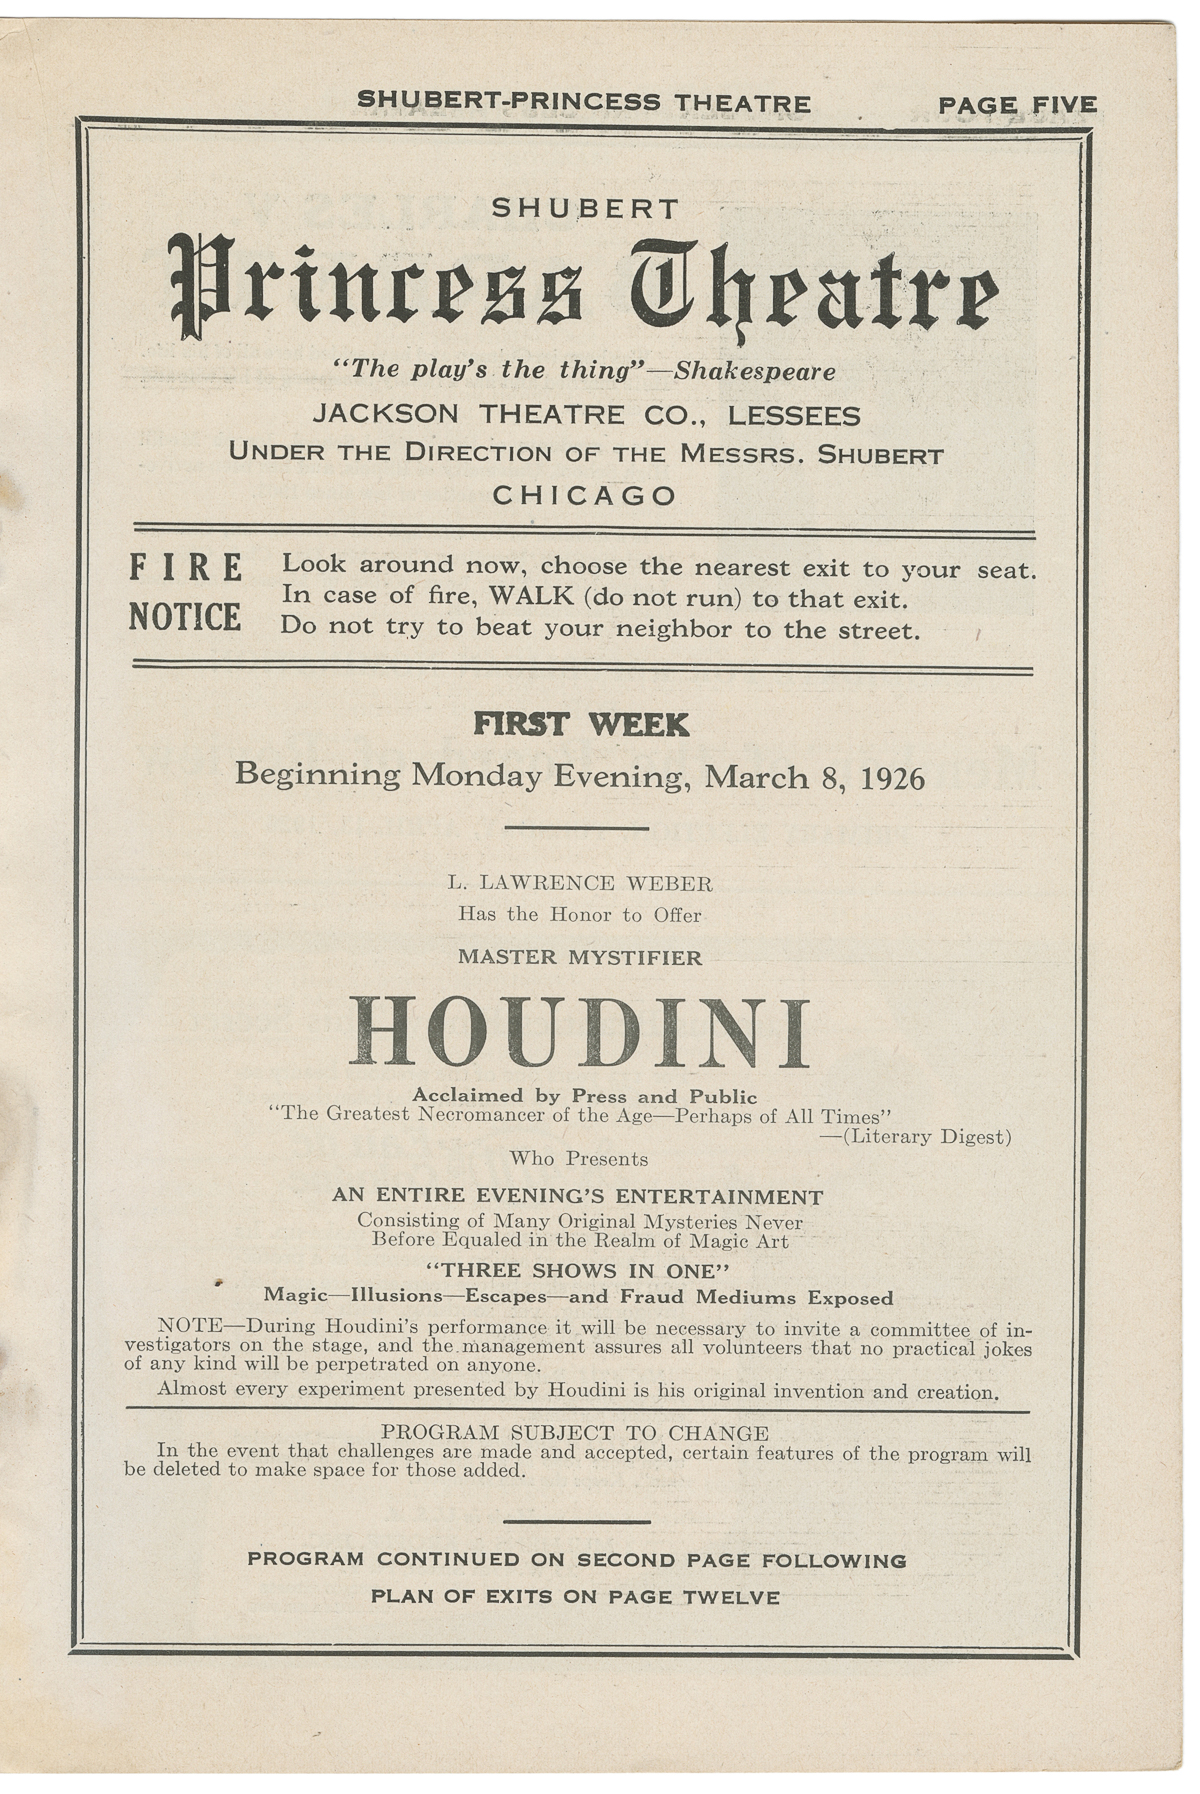 SHUBERT-PRINCESS THEATRE PAGE FIVE
SHUBERT
Princess Theatre
“The play’s the thing”—Shakespeare
JACKSON THEATRE CO., LESSEES
UNDER THE DIRECTION OF THE MESSRS. SHUBERT
CHICAGO
FIRE NOTICE
Look around now, choose the nearest exit to your seat.
In case of fire, WALK (do not run) to that exit.
Do not try to beat your neighbor to the street.
FIRST WEEK
Beginning Monday Evening, March 8, 1926
L. LAWRENCE WEBER
Has the Honor to Offer
MASTER MYSTIFIER
HOUDINI
Acclaimed by Press and Public
“The Greatest Necromancer of the Age—Perhaps of All Times”
—(Literary Digest)
Who Presents
AN ENTIRE EVENING’S ENTERTAINMENT
Consisting of Many Original Mysteries Never
Before Equaled in the Realm of Magic Art
“THREE SHOWS IN ONE”
Magic—Illusions—Escapes—and Fraud Mediums Exposed
NOTE—During Houdini’s performance it will be necessary to invite a committee of in-
vestigators on the stage, and the management assures all volunteers that no practical jokes
of any kind will be perpetrated on anyone.
Almost every experiment presented by Houdini is his original invention and creation.
PROGRAM SUBJECT TO CHANGE
In the event that challenges are made and accepted, certain features of the program will
be deleted to make space for those added.
PROGRAM CONTINUED ON SECOND PAGE FOLLOWING
PLAN OF EXITS ON PAGE TWELVE